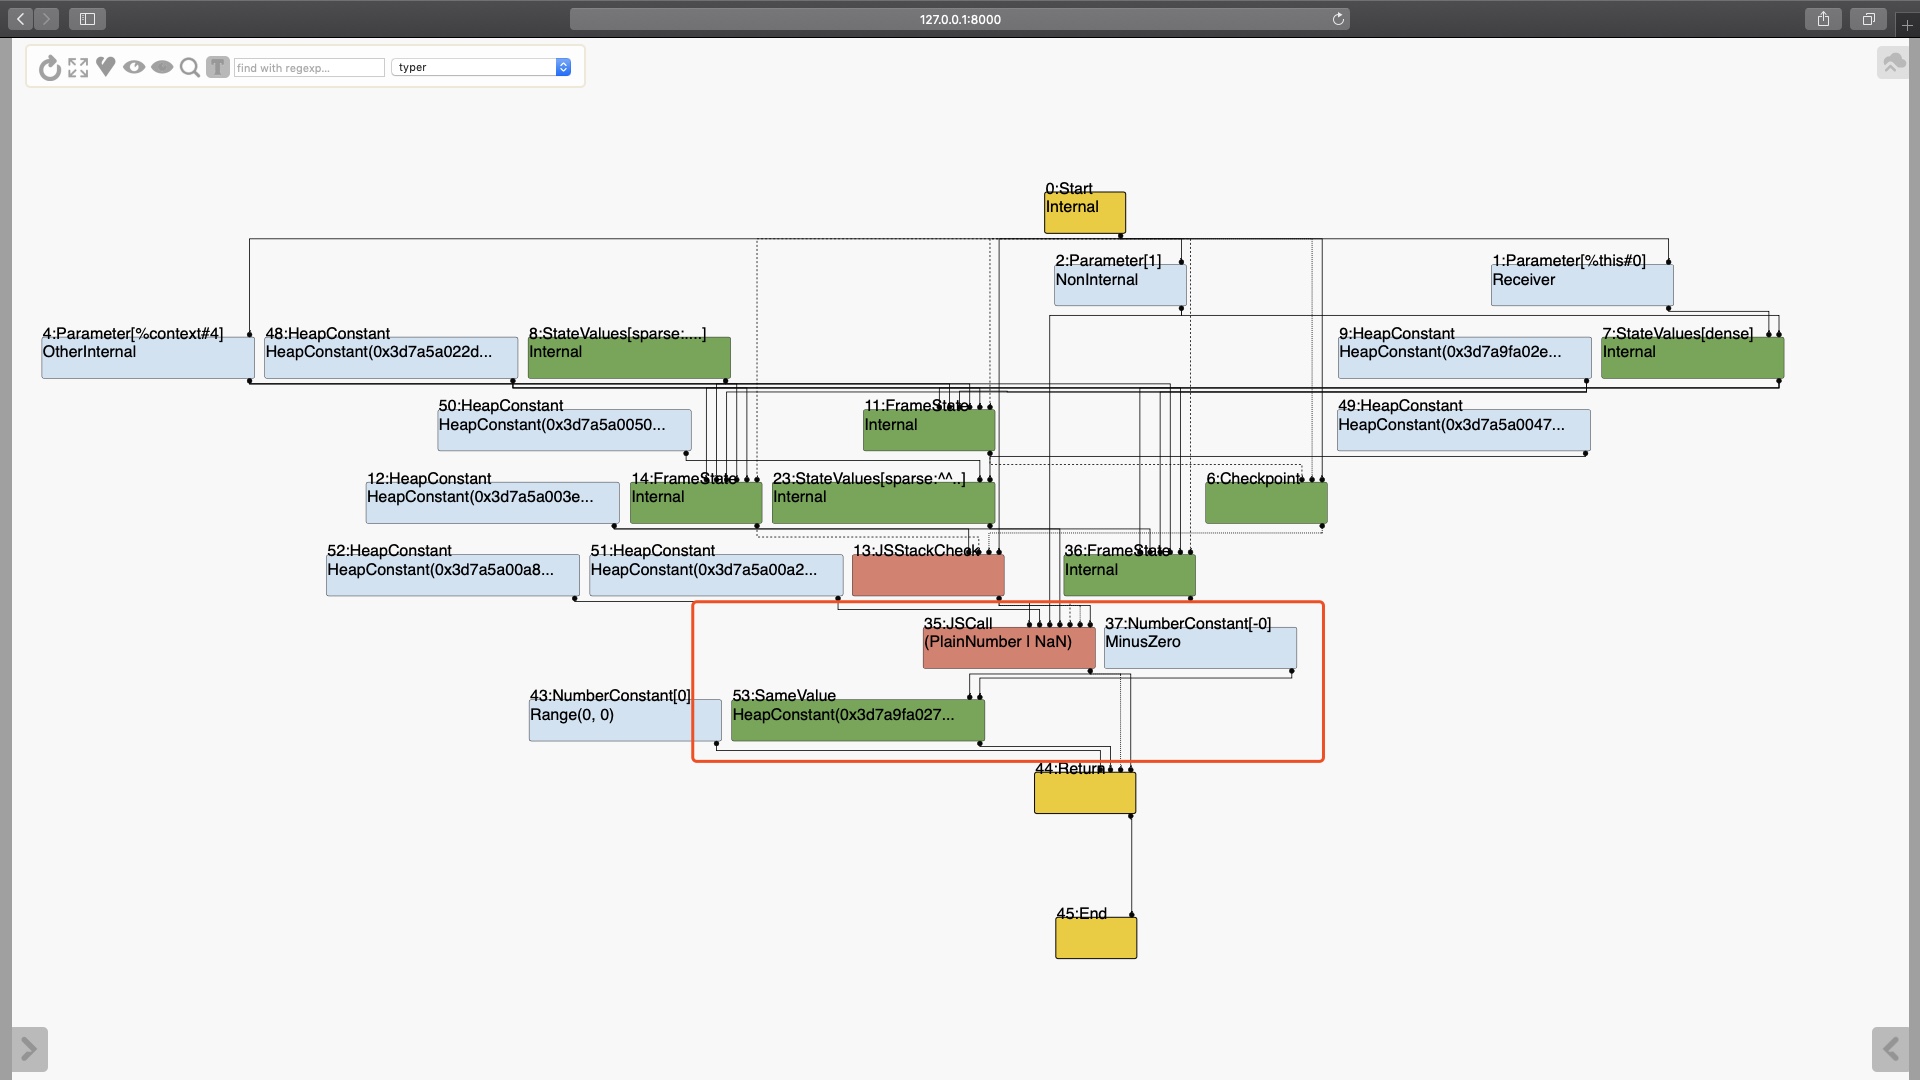 127.0.0.1:8000
T
find with regexp...
typer
0:Start
Internal
2:Parameter[1]
NonInternal
1:Parameter[%this#0]
Receiver
4:Parameter[%context#4]
OtherInternal
48:HeapConstant
HeapConstant(0x3d7a5a022d...
8:StateValues[sparse:....]
Internal
9:HeapConstant
HeapConstant(0x3d7a9fa02e...
7:StateValues[dense]
Internal
50:HeapConstant
HeapConstant(0x3d7a5a0050...
11:FrameState
Internal
49:HeapConstant
HeapConstant(0x3d7a5a0047...
12:HeapConstant
HeapConstant(0x3d7a5a003e...
14:FrameState
Internal
23:StateValues[sparse:^^..]
Internal
6:Checkpoint
52:HeapConstant
HeapConstant(0x3d7a5a00a8...
51:HeapConstant
HeapConstant(0x3d7a5a00a2...
13:JSStackCheck
36:FrameState
Internal
35:JSCall
(PlainNumber | NaN)
37:NumberConstant[-0]
MinusZero
43:NumberConstant[0]
Range(0, 0)
53:SameValue
HeapConstant(0x3d7a9fa027...
44:Return
45:End